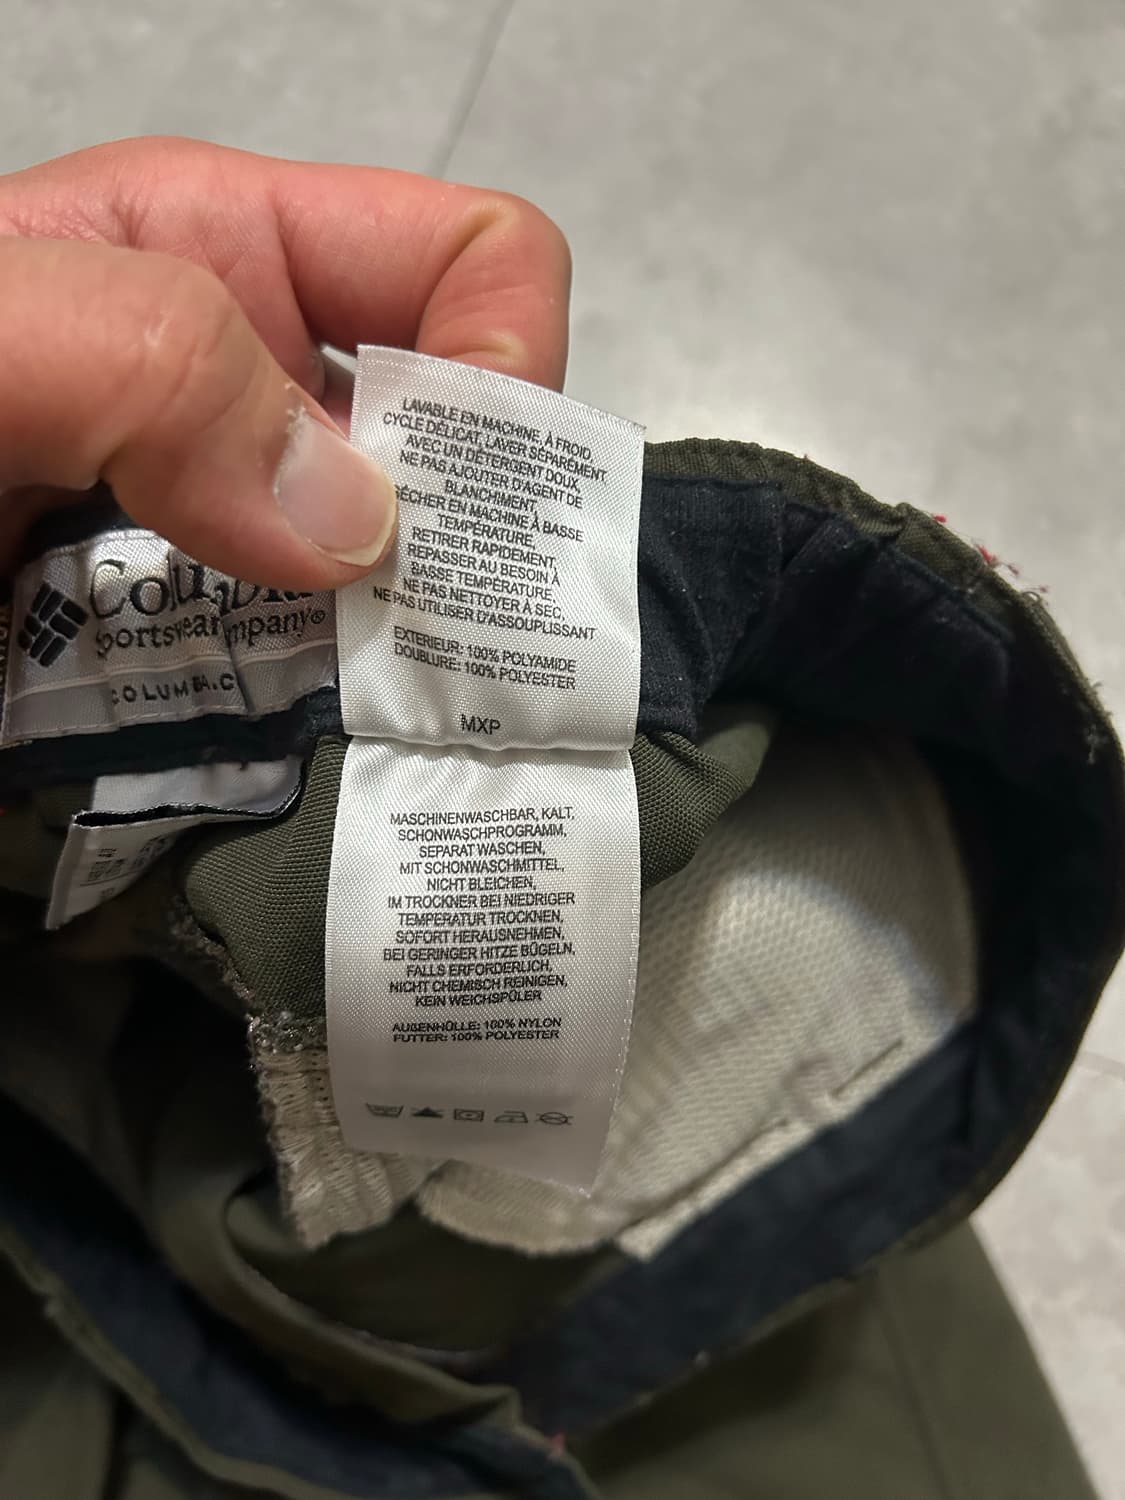 LAVABLE EN MACHINE, À FROID,
CYCLE DÉLICAT, LAVER SÉPARÉMENT,
AVEC UN DÉTERGENT DOUX,
NE PAS AJOUTER D'AGENT DE
BLANCHIMENT,
SÉCHER EN MACHINE À BASSE
TEMPÉRATURE,
RETIRER RAPIDEMENT,
REPASSER AU BESOIN À
BASSE TEMPÉRATURE,
NE PAS NETTOYER À SEC,
NE PAS UTILISER D'ASSOUPLISSANT
EXTERIEUR: 100% POLYAMIDE
DOUBLURE: 100% POLYESTER
MXP
Columbia
Sportswear Company®
COLUMBIA.C
MASCHINENWASCHBAR, KALT,
SCHONWASCHPROGRAMM,
SEPARAT WASCHEN,
MIT SCHONWASCHMITTEL,
NICHT BLEICHEN,
IM TROCKNER BEI NIEDRIGER
TEMPERATUR TROCKNEN,
SOFORT HERAUSNEHMEN,
BEI GERINGER HITZE BÜGELN,
FALLS ERFORDERLICH,
NICHT CHEMISCH REINIGEN,
KEIN WEICHSPÜLER
AUßENHÜLLE: 100% NYLON
FUTTER: 100% POLYESTER